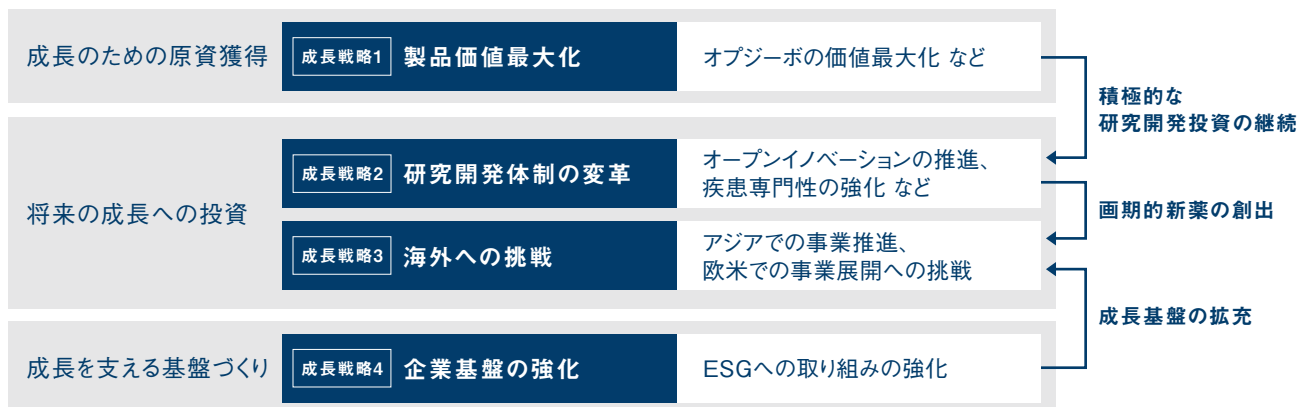 成長のための原資獲得
成長戦略1 製品価値最大化
オプジーボの価値最大化 など
積極的な
研究開発投資の継続
将来の成長への投資
成長戦略2 研究開発体制の変革
オープンイノベーションの推進、
疾患専門性の強化 など
画期的新薬の創出
成長戦略3 海外への挑戦
アジアでの事業推進、
欧米での事業展開への挑戦
成長基盤の拡充
成長を支える基盤づくり
成長戦略4 企業基盤の強化
ESGへの取り組みの強化